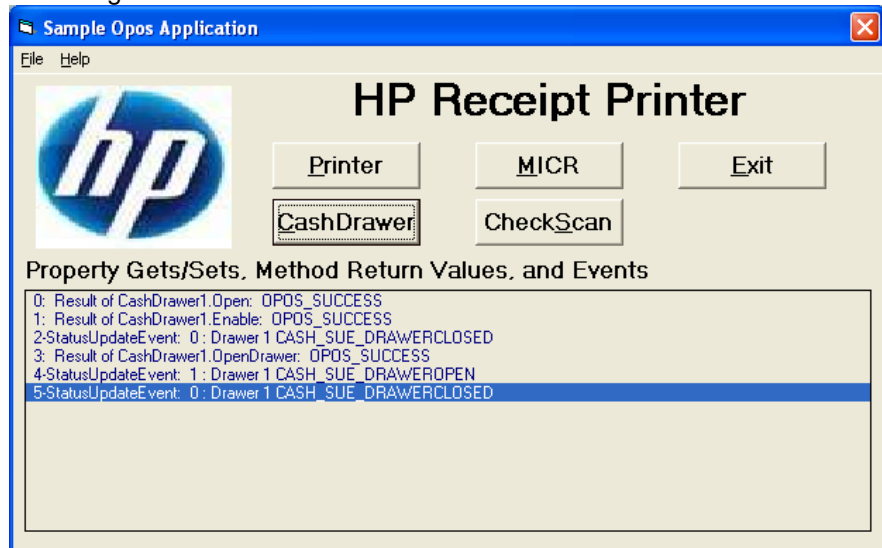 Sample Opos Application
File Help
hp
HP Receipt Printer
Printer MICR Exit
CashDrawer CheckScan
Property Gets/Sets, Method Return Values, and Events
0: Result of CashDrawer1.Open: OPOS_SUCCESS
1: Result of CashDrawer1.Enable: OPOS_SUCCESS
2-StatusUpdateEvent: 0 : Drawer 1 CASH_SUE_DRAWERCLOSED
3: Result of CashDrawer1.OpenDrawer: OPOS_SUCCESS
4-StatusUpdateEvent: 1 : Drawer 1 CASH_SUE_DRAWEROPEN
5-StatusUpdateEvent: 0 : Drawer 1 CASH_SUE_DRAWERCLOSED